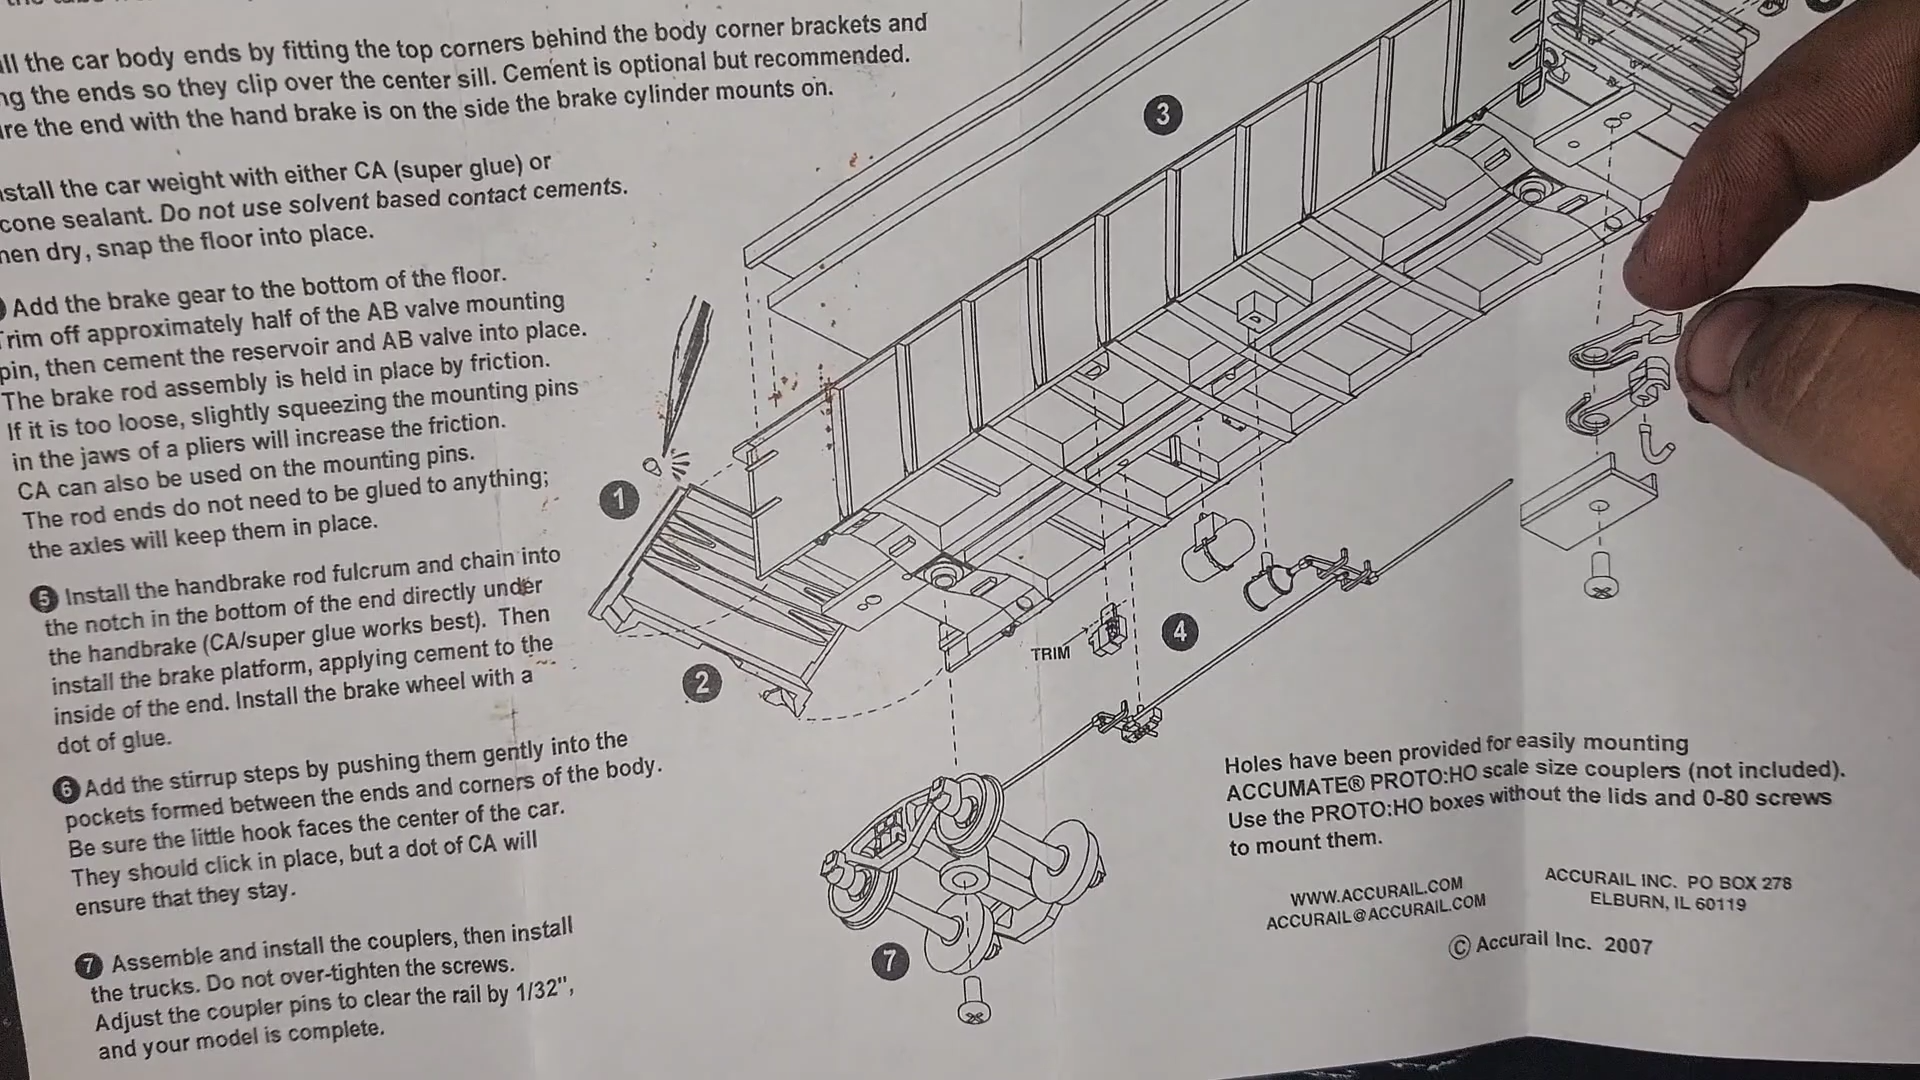 the tabs
ll the car body ends by fitting the top corners behind the body corner brackets and
ng the ends so they clip over the center sill. Cement is optional but recommended.
re the end with the hand brake is on the side the brake cylinder mounts on.
nstall the car weight with either CA (super glue) or
cone sealant. Do not use solvent based contact cements.
hen dry, snap the floor into place.
Add the brake gear to the bottom of the floor.
Trim off approximately half of the AB valve mounting
pin, then cement the reservoir and AB valve into place.
The brake rod assembly is held in place by friction.
If it is too loose, slightly squeezing the mounting pins
in the jaws of a pliers will increase the friction.
CA can also be used on the mounting pins.
The rod ends do not need to be glued to anything;
the axles will keep them in place.
5 Install the handbrake rod fulcrum and chain into
the notch in the bottom of the end directly under
the handbrake (CA/super glue works best). Then
install the brake platform, applying cement to the
inside of the end. Install the brake wheel with a
dot of glue.
6 Add the stirrup steps by pushing them gently into the
pockets formed between the ends and corners of the body.
Be sure the little hook faces the center of the car.
They should click in place, but a dot of CA will
ensure that they stay.
7 Assemble and install the couplers, then install
the trucks. Do not over-tighten the screws.
Adjust the coupler pins to clear the rail by 1/32",
and your model is complete.
3
1
2
TRIM
4
7
Holes have been provided for easily mounting
ACCUMATE® PROTO:HO scale size couplers (not included).
Use the PROTO:HO boxes without the lids and 0-80 screws
to mount them.
WWW.ACCURAIL.COM
ACCURAIL@ACCURAIL.COM
ACCURAIL INC. PO BOX 278
ELBURN, IL 60119
© Accurail Inc. 2007